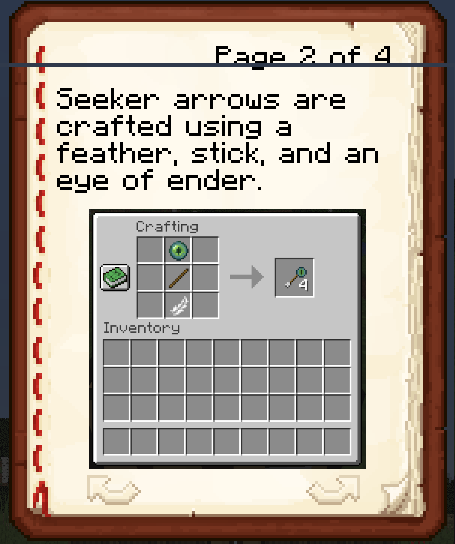 Page 2 of 4
Seeker arrows are
crafted using a
feather, stick, and an
eye of ender.
Crafting
4
Inventory